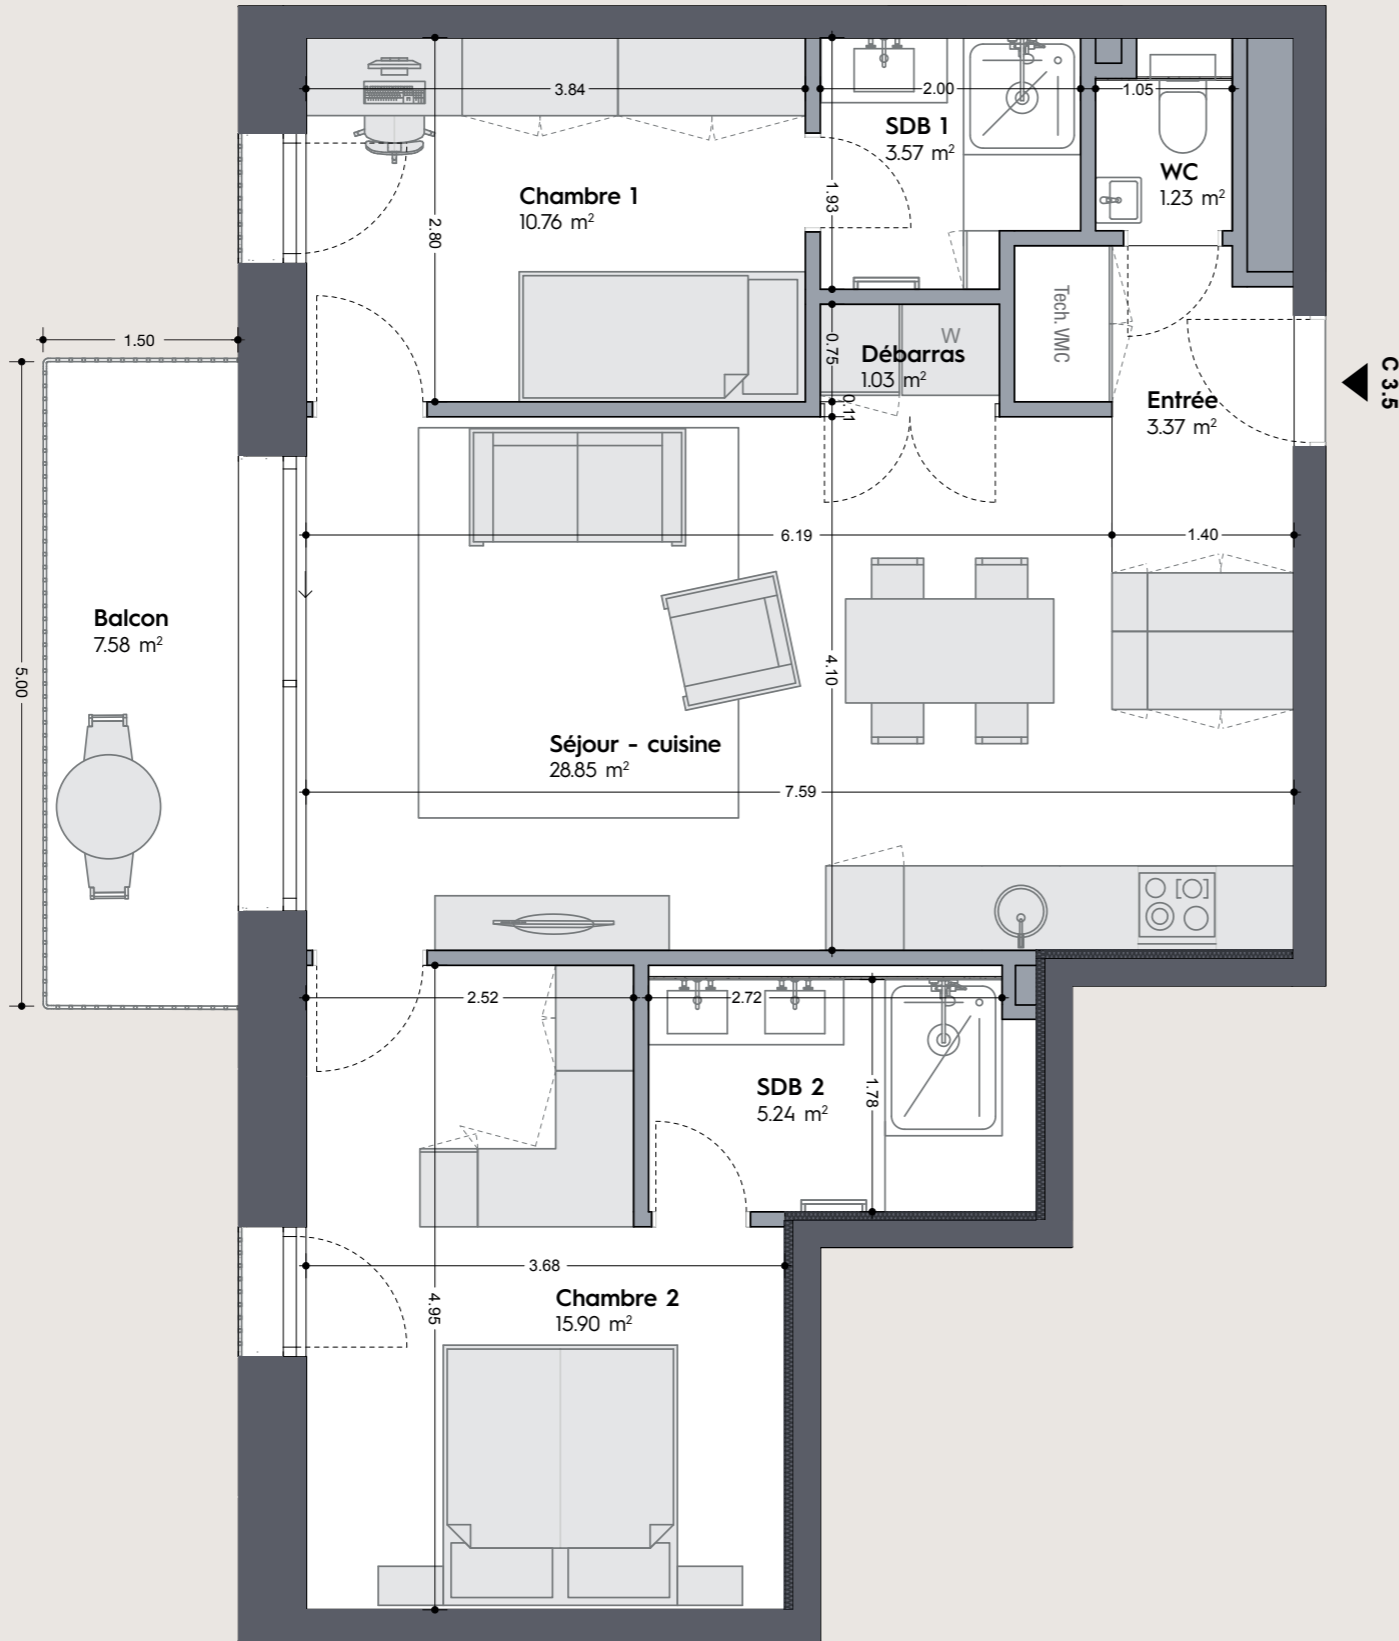 3.84
2.00
1.05
SDB 1
3.57 m²
WC
1.23 m²
Chambre 1
10.76 m²
1.93
2.80
Tech. VMC
1.50
0.75
W
Débarras
1.03 m²
0.11
Entrée
3.37 m²
C 3.5
6.19
1.40
Balcon
7.58 m²
5.00
4.10
Séjour - cuisine
28.85 m²
7.59
2.52
2.72
SDB 2
5.24 m²
1.78
3.68
Chambre 2
15.90 m²
4.95